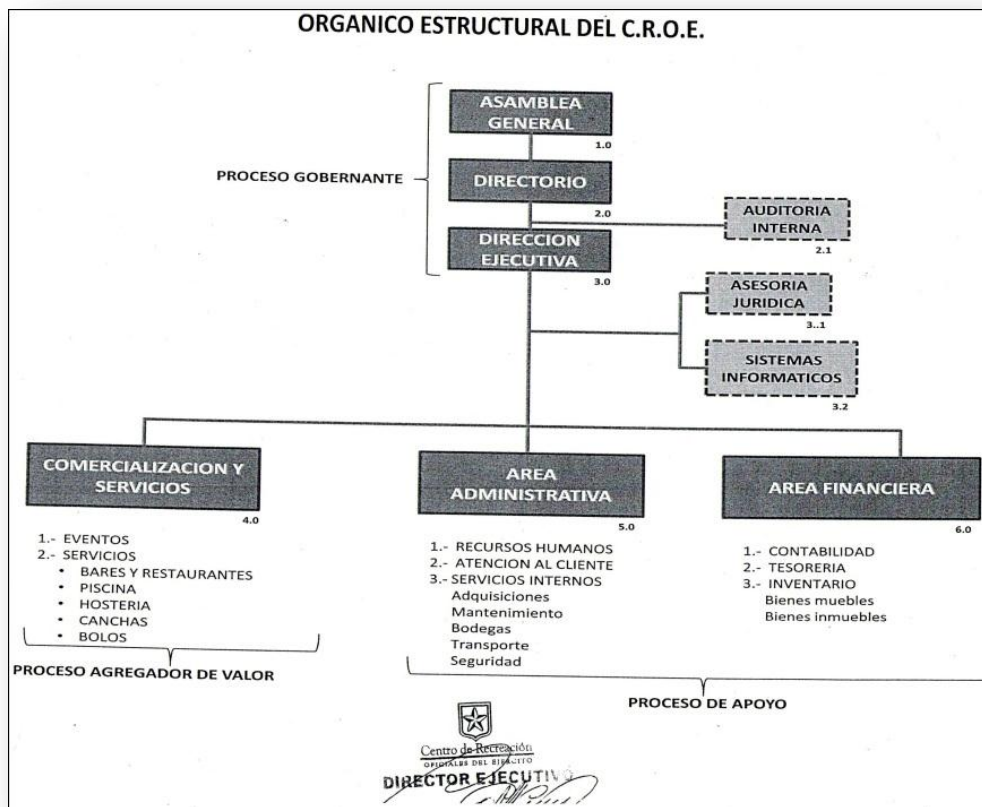 ORGANICO ESTRUCTURAL DEL C.R.O.E.
ASAMBLEA
GENERAL
1.0
PROCESO GOBERNANTE
DIRECTORIO
2.0
AUDITORIA
INTERNA
2.1
DIRECCION
EJECUTIVA
3.0
ASESORIA
JURIDICA
3..1
SISTEMAS
INFORMATICOS
3.2
COMERCIALIZACION Y
SERVICIOS
4.0
1.- EVENTOS
2.- SERVICIOS
• BARES Y RESTAURANTES
• PISCINA
• HOSTERIA
• CANCHAS
• BOLOS
PROCESO AGREGADOR DE VALOR
AREA
ADMINISTRATIVA
5.0
1.- RECURSOS HUMANOS
2.- ATENCION AL CLIENTE
3.- SERVICIOS INTERNOS
Adquisiciones
Mantenimiento
Bodegas
Transporte
Seguridad
AREA FINANCIERA
6.0
1.- CONTABILIDAD
2.- TESORERIA
3.- INVENTARIO
Bienes muebles
Bienes inmuebles
PROCESO DE APOYO
Centro de Recreación
OFICIALES DEL EJERCITO
DIRECTOR EJECUTIVO